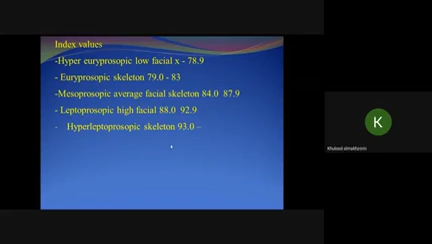 Index values
-Hyper euryprosopic low facial x - 78.9
- Euryprosopic skeleton 79.0 - 83
-Mesoprosopic average facial skeleton 84.0 87.9
- Leptoprosopic high facial 88.0 92.9
- Hyperleptoprosopic skeleton 93.0 –
K
Khulood almakhzomi